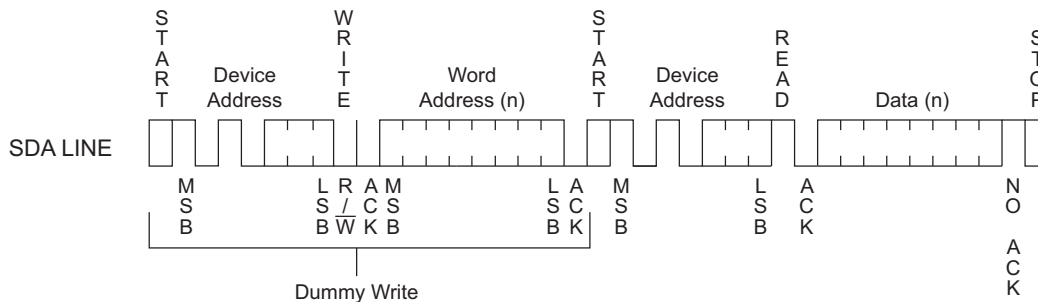 START
WRITE
START
READ
STOP
Device
Address
Word
Address (n)
Device
Address
Data (n)
SDA LINE
MSB
LSB
R/W
ACK
MSB
LSB
ACK
MSB
LSB
ACK
NO ACK
Dummy Write